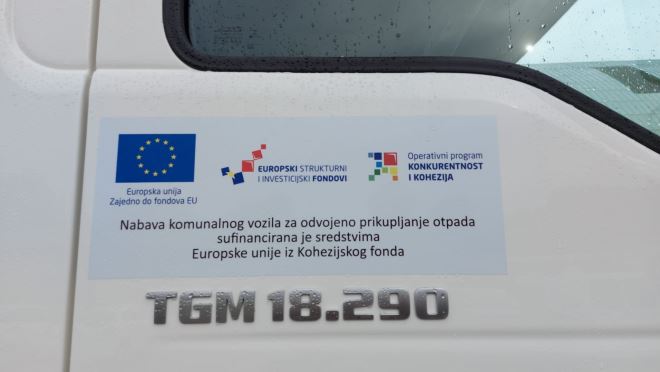 Europska unija
Zajedno do fondova EU
EUROPSKI STRUKTURNI
I INVESTICIJSKI FONDOVI
Operativni program
KONKURENTNOST
I KOHEZIJA
Nabava komunalnog vozila za odvojeno prikupljanje otpada
sufinancirana je sredstvima
Europske unije iz Kohezijskog fonda
TGM 18.290